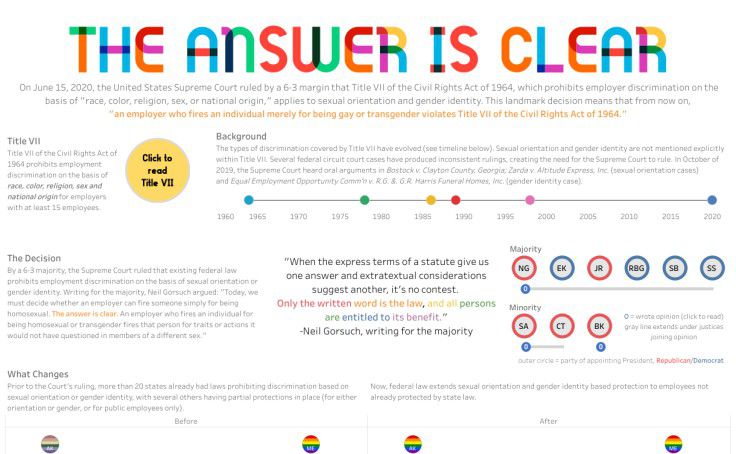 THE ANSWER IS CLEAR
On June 15, 2020, the United States Supreme Court ruled by a 6-3 margin that Title VII of the Civil Rights Act of 1964, which prohibits employer discrimination on the
basis of "race, color, religion, sex, or national origin," applies to sexual orientation and gender identity. This landmark decision means that from now on,
"an employer who fires an individual merely for being gay or transgender violates Title VII of the Civil Rights Act of 1964."
Title VII
Title VII of the Civil Rights Act of
1964 prohibits employment
discrimination on the basis of
race, color, religion, sex and
national origin for employers
with at least 15 employees.
Click to
read
Title VII
Background
The types of discrimination covered by Title VII have evolved (see timeline below). Sexual orientation and gender identity are not mentioned explicitly
within Title VII. Several federal circuit court cases have produced inconsistent rulings, creating the need for the Supreme Court to rule. In October of
2019, the Supreme Court heard oral arguments in Bostock v. Clayton County, Georgia; Zarda v. Altitude Express, Inc. (sexual orientation cases)
and Equal Employment Opportunity Comm'n v. R.G. & G.R. Harris Funeral Homes, Inc. (gender identity case).
1960 1965 1970 1975 1980 1985 1990 1995 2000 2005 2010 2015 2020
The Decision
By a 6-3 majority, the Supreme Court ruled that existing federal law
prohibits employment discrimination on the basis of sexual orientation or
gender identity. Writing for the majority, Neil Gorsuch argued: "Today, we
must decide whether an employer can fire someone simply for being
homosexual. The answer is clear. An employer who fires an individual for
being homosexual or transgender fires that person for traits or actions it
would not have questioned in members of a different sex."
"When the express terms of a statute give us
one answer and extratextual considerations
suggest another, it's no contest.
Only the written word is the law, and all persons
are entitled to its benefit."
-Neil Gorsuch, writing for the majority
Majority
NG EK JR RBG SB SS
0
Minority
SA CT BK
0 0
0 = wrote opinion (click to read)
gray line extends under justices
joining opinion
outer circle = party of appointing President, Republican/Democrat
What Changes
Prior to the Court's ruling, more than 20 states already had laws prohibiting discrimination based on
sexual orientation or gender identity, with several others having partial protections in place (for either
orientation or gender, or for public employees only).
Now, federal law extends sexual orientation and gender identity based protection to employees not
already protected by state law.
Before After
AK ME AK ME